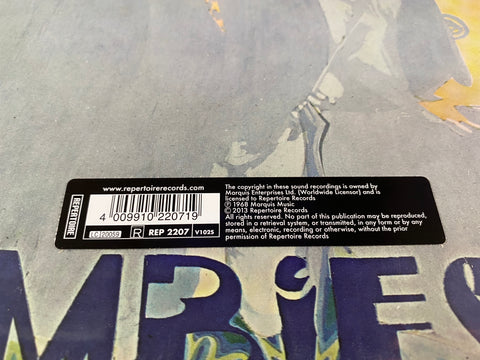 www.repertoirerecords.com
REPERTOIRE
4 009910 220719
LC 20059
R
REP 2207
V102S
The copyright in these sound recordings is owned by
Marquis Enterprises Ltd. (Worldwide Licensor) and is
licensed to Repertoire Records
℗ 1968 Marquis Music
© 2013 Repertoire Records
All rights reserved. No part of this publication may be reproduced,
stored in a retrieval system, or transmitted, in any form or by any
means, electronic, recording or otherwise, without the prior
permission of Repertoire Records
MBiES